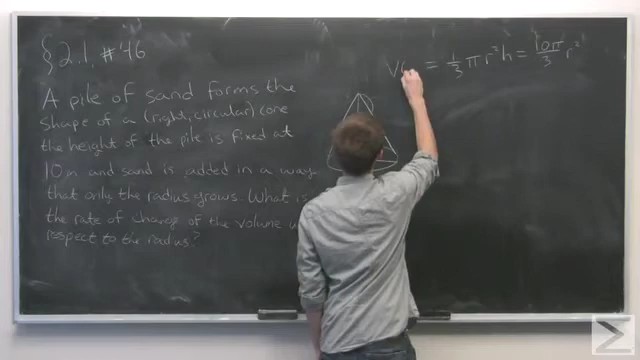 §2.1, #46
A pile of sand forms the
shape of a (right, circular) cone
the height of the pile is fixed at
10m and sand is added in a way
that only the radius grows. What is
the rate of change of the volume w
respect to the radius?
V = 1/3 π r² h = 10π/3 r²
Σ